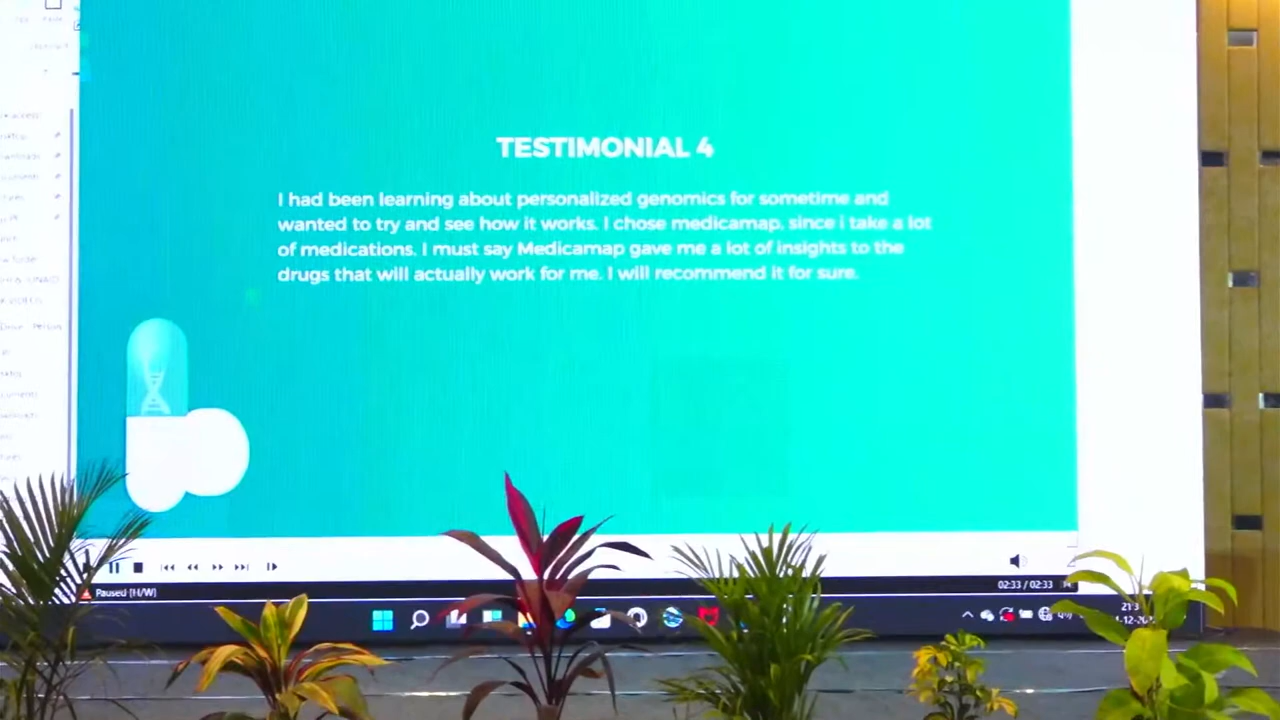 TESTIMONIAL 4
I had been learning about personalized genomics for sometime and
wanted to try and see how it works. I chose medicamap, since i take a lot
of medications. I must say Medicamap gave me a lot of insights to the
drugs that will actually work for me. I will recommend it for sure.
02:33 / 02:33
Paused [H/W]